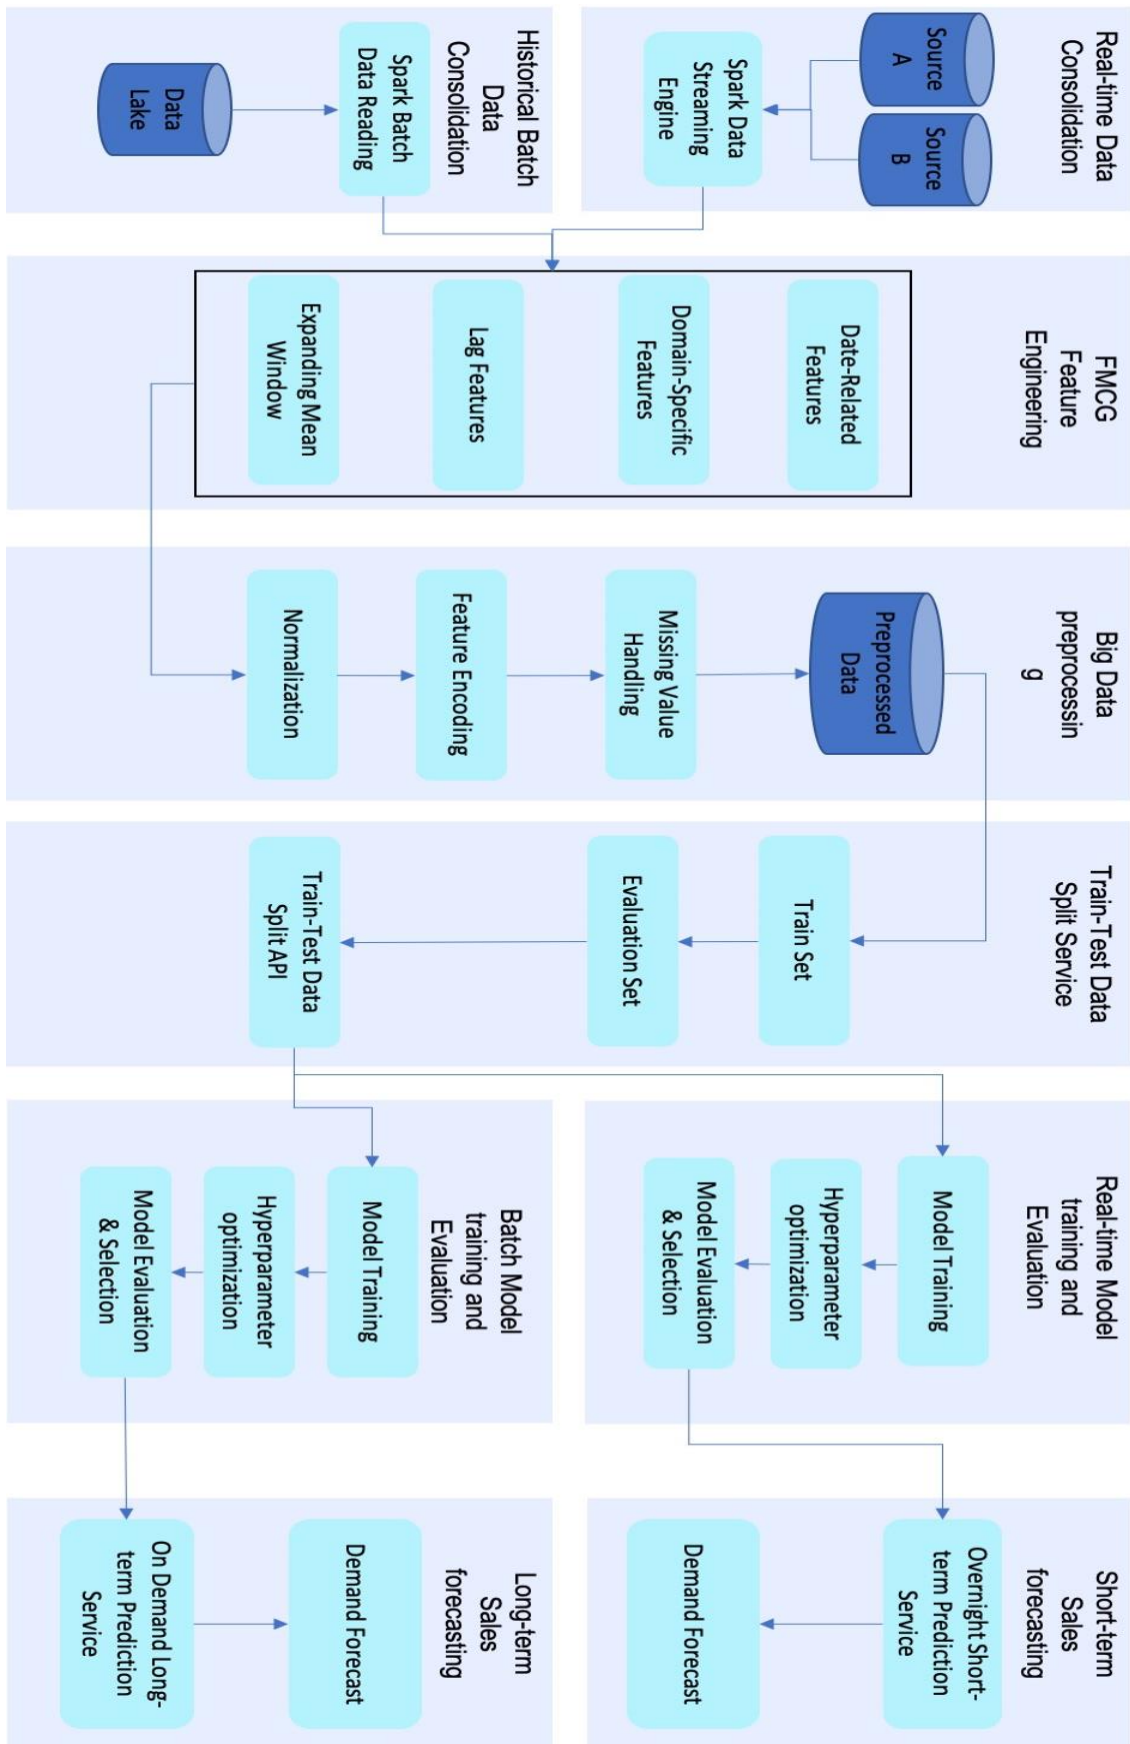 Real-time Data
Consolidation
Source
A
Source
B
Spark Data
Streaming
Engine
Historical Batch
Data
Consolidation
Spark Batch
Data Reading
Data
Lake
FMCG
Feature
Engineering
Date-Related
Features
Domain-Specific
Features
Lag Features
Expanding Mean
Window
Big Data
preprocessin
g
Preprocessed
Data
Missing Value
Handling
Feature Encoding
Normalization
Train-Test Data
Split Service
Train Set
Evaluation Set
Train-Test Data
Split API
Real-time Model
training and
Evaluation
Model Training
Hyperparameter
optimization
Model Evaluation
& Selection
Batch Model
training and
Evaluation
Model Training
Hyperparameter
optimization
Model Evaluation
& Selection
Short-term
Sales
forecasting
Overnight Short-
term Prediction
Service
Demand Forecast
Long-term
Sales
forecasting
Demand Forecast
On Demand Long-
term Prediction
Service